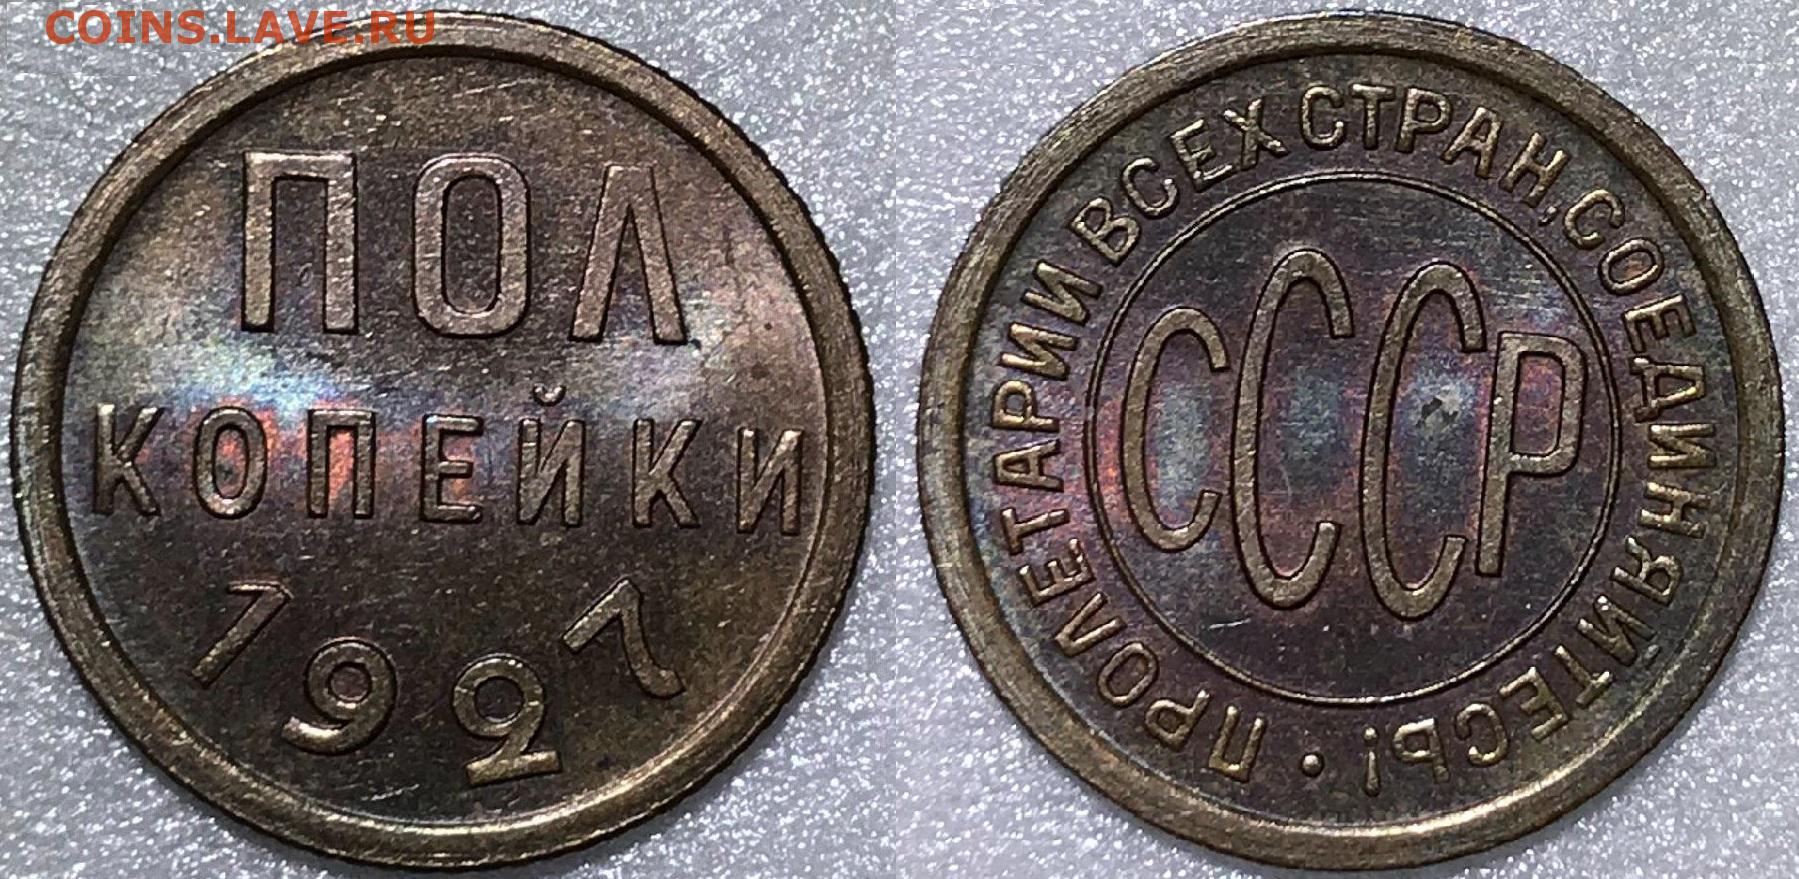 COINS.LAVE.RU
ПОЛ
КОПЕЙКИ
1927
ПРОЛЕТАРИИ ВСЕХ СТРАН, СОЕДИНЯЙТЕСЬ! •
СССР